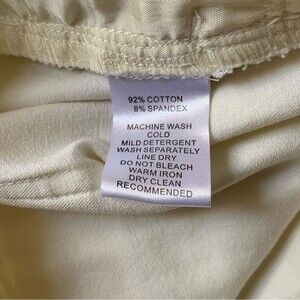 92% COTTON
8% SPANDEX
MACHINE WASH
COLD
MILD DETERGENT
WASH SEPARATELY
LINE DRY
DO NOT BLEACH
WARM IRON
DRY CLEAN
RECOMMENDED